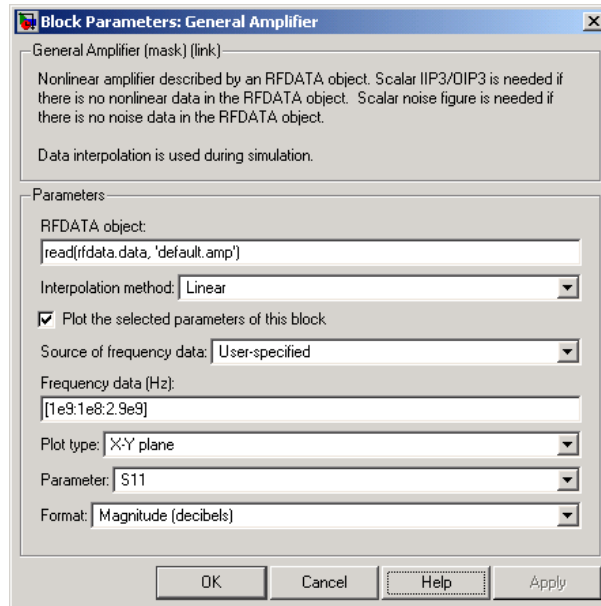 Block Parameters: General Amplifier
General Amplifier (mask) (link)
Nonlinear amplifier described by an RFDATA object. Scalar IIP3/OIP3 is needed if
there is no nonlinear data in the RFDATA object.  Scalar noise figure is needed if
there is no noise data in the RFDATA object.
Data interpolation is used during simulation.
Parameters
RFDATA object:
read(rfdata.data, 'default.amp')
Interpolation method: Linear
Plot the selected parameters of this block
Source of frequency data: User-specified
Frequency data (Hz):
[1e9:1e8:2.9e9]
Plot type: X-Y plane
Parameter: S11
Format: Magnitude (decibels)
OK Cancel Help Apply